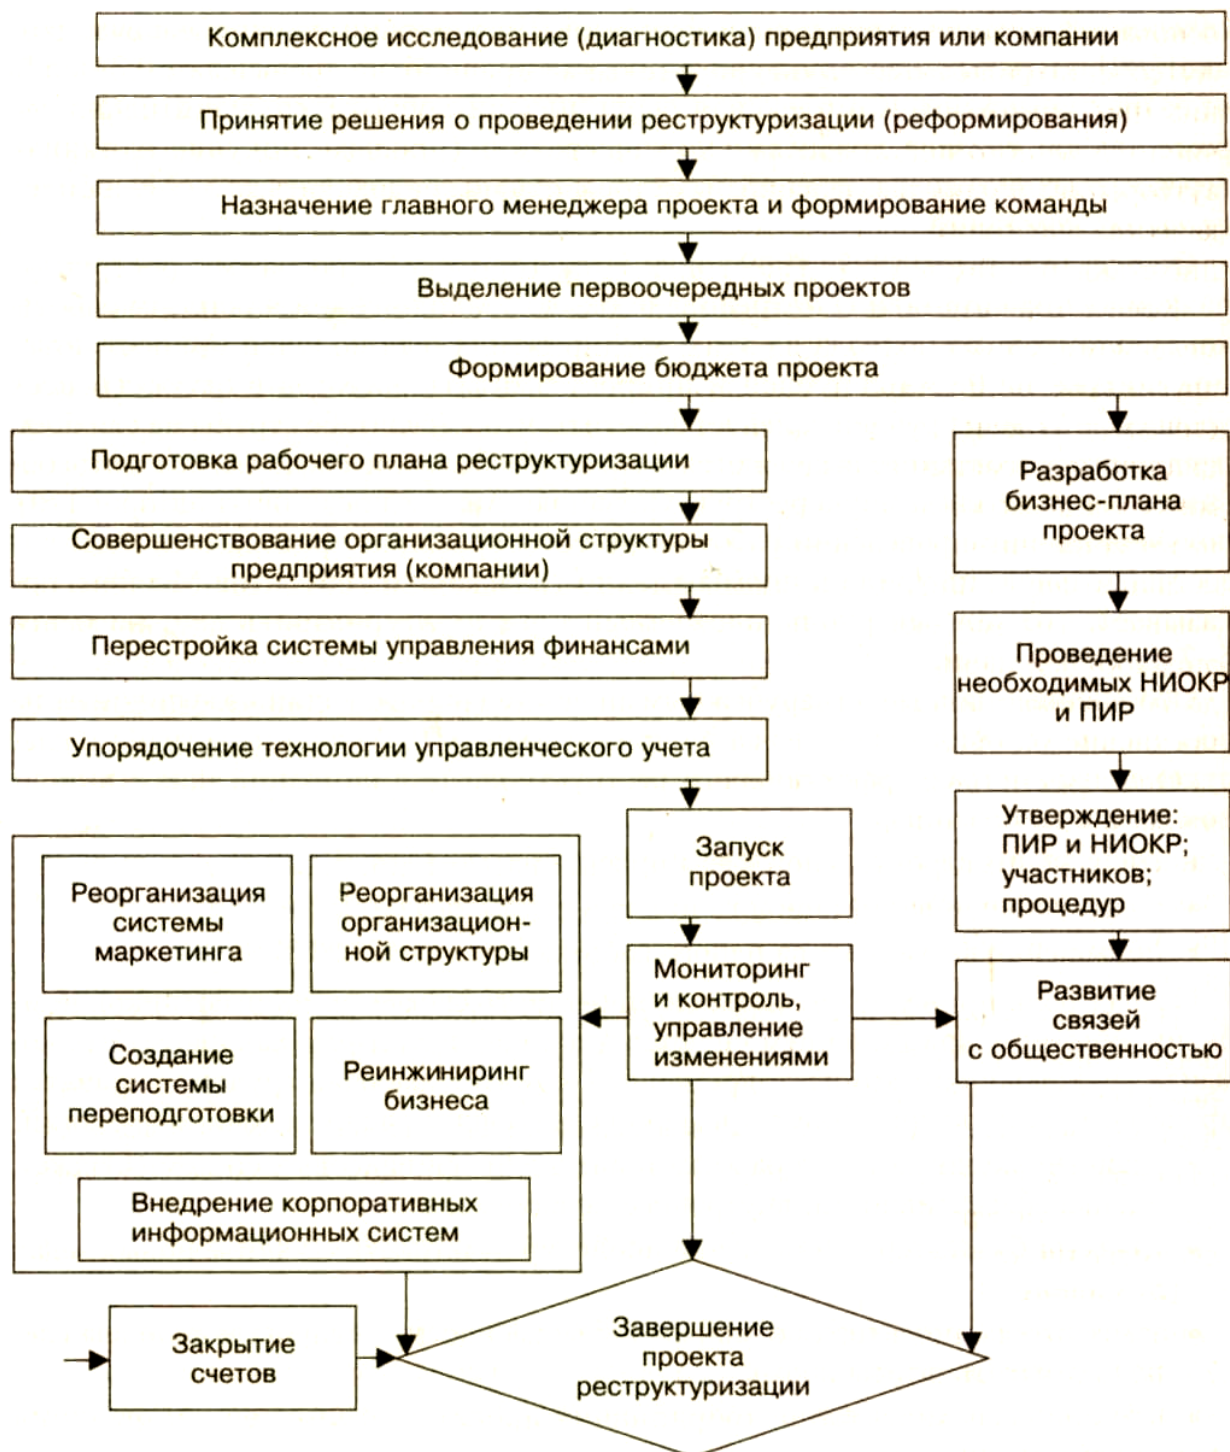 Комплексное исследование (диагностика) предприятия или компании
Принятие решения о проведении реструктуризации (реформирования)
Назначение главного менеджера проекта и формирование команды
Выделение первоочередных проектов
Формирование бюджета проекта
Подготовка рабочего плана реструктуризации
Совершенствование организационной структуры
предприятия (компании)
Перестройка системы управления финансами
Упорядочение технологии управленческого учета
Разработка
бизнес-плана
проекта
Проведение
необходимых НИОКР
и ПИР
Утверждение:
ПИР и НИОКР;
участников;
процедур
Запуск
проекта
Реорганизация
системы
маркетинга
Реорганизация
организацион-
ной структуры
Мониторинг
и контроль,
управление
изменениями
Развитие
связей
с общественностью
Создание
системы
переподготовки
Реинжиниринг
бизнеса
Внедрение корпоративных
информационных систем
Закрытие
счетов
Завершение
проекта
реструктуризации